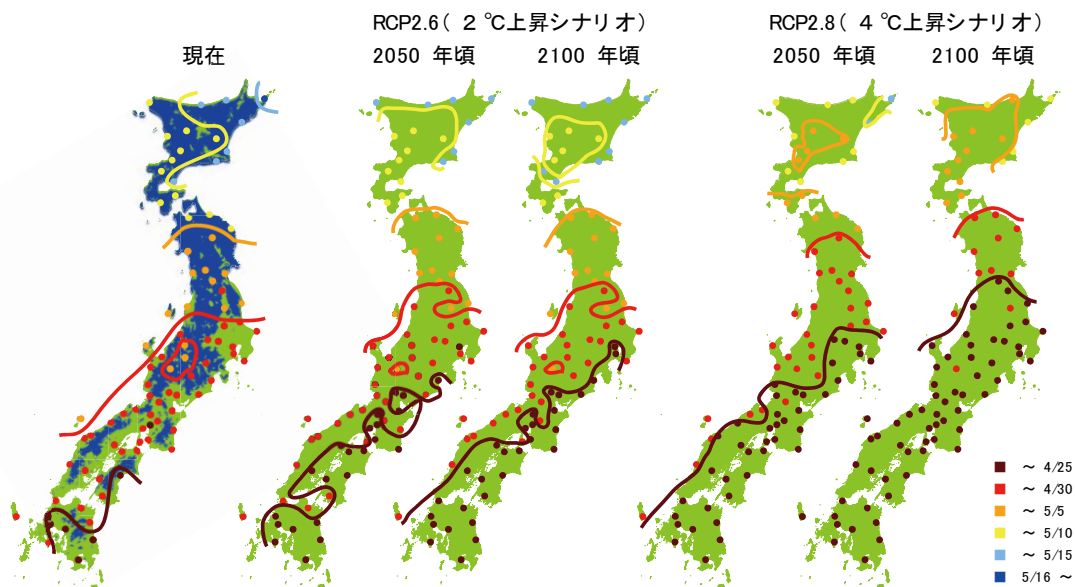 RCP2.6( 2 ℃上昇シナリオ)
RCP2.8( 4 ℃上昇シナリオ)
現在
2050 年頃
2100 年頃
2050 年頃
2100 年頃
~ 4/25
~ 4/30
~ 5/5
~ 5/10
~ 5/15
5/16 ~